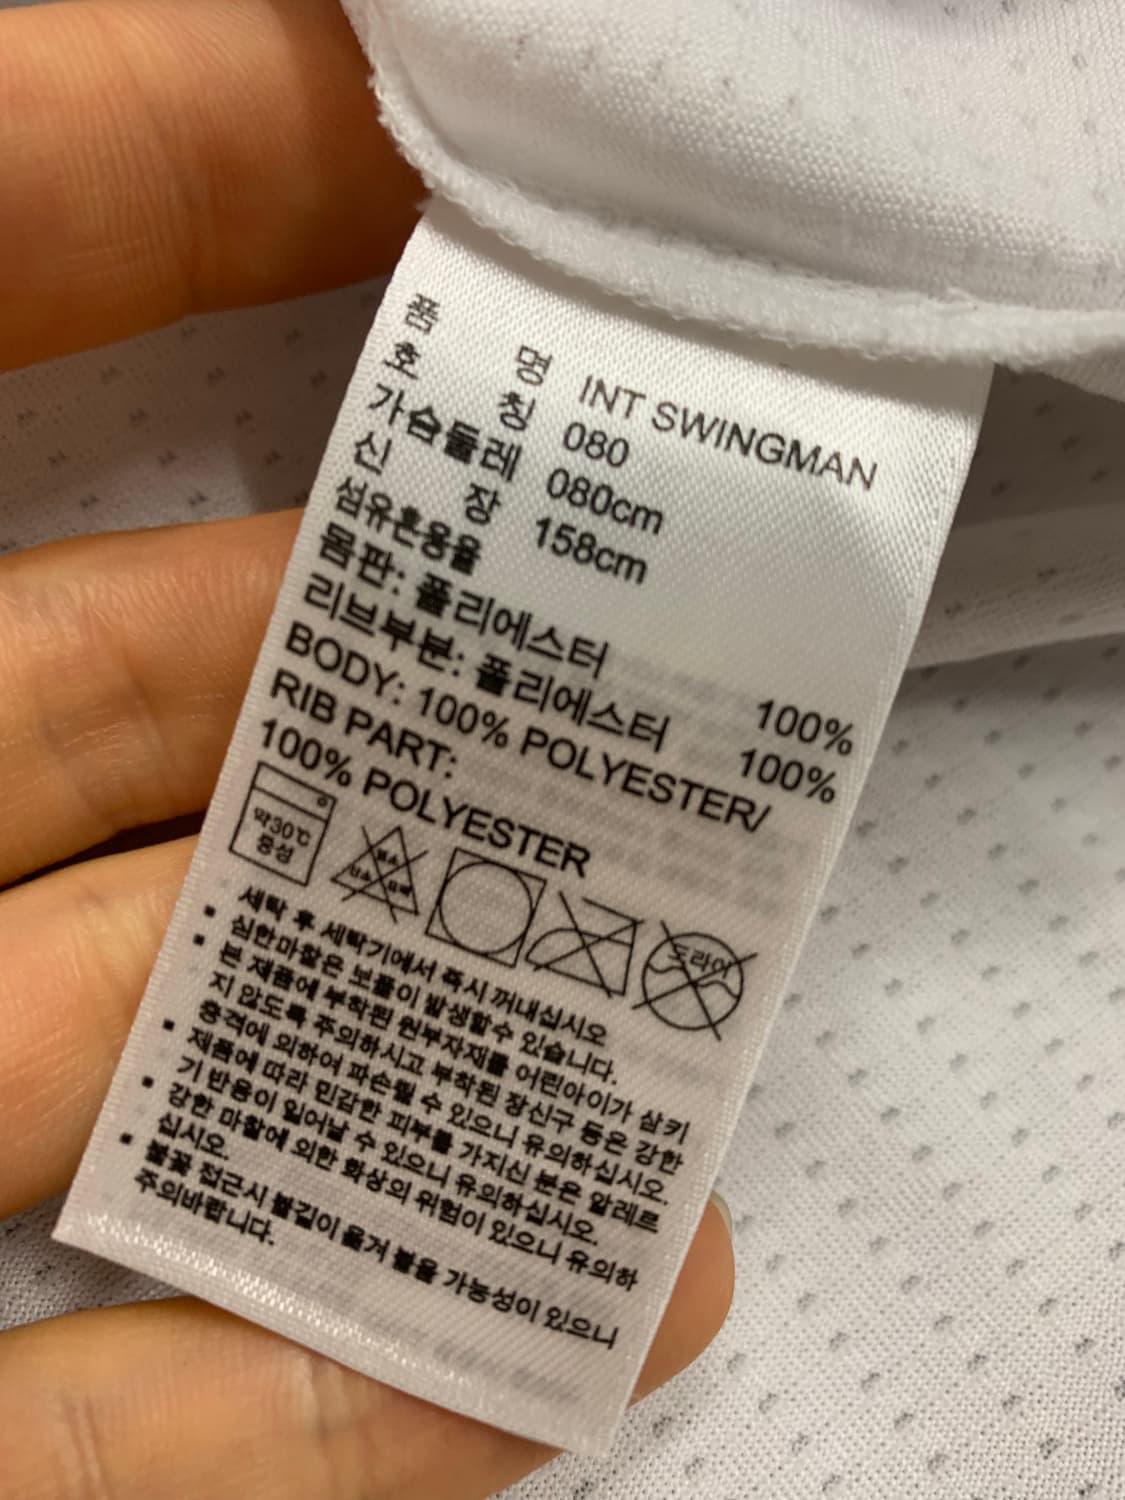 품 명 INT SWINGMAN
호 칭 080
가슴둘레 080cm
신 장 158cm
섬유혼용율
몸판: 폴리에스터 100%
리브부분: 폴리에스터 100%
BODY: 100% POLYESTER/
RIB PART:
100% POLYESTER
약30℃
중성
염소
산소 표백
드라이
세탁 후 세탁기에서 즉시 꺼내십시오
▪ 심한마찰은 보풀이 발생할수 있습니다.
▪ 본 제품에 부착된 원부자재를 어린아이가 삼키
지 않도록 주의하시고 부착된 장신구 등은 강한
충격에 의하여 파손될 수 있으니 유의하십시오.
▪ 제품에 따라 민감한 피부를 가지신 분은 알레르
기 반응이 일어날 수 있으니 유의하십시오.
▪ 강한 마찰에 의한 화상의 위험이 있으니 유의하
십시오.
▪ 불꽃 접근시 불길이 옮겨 붙을 가능성이 있으니
주의바랍니다.